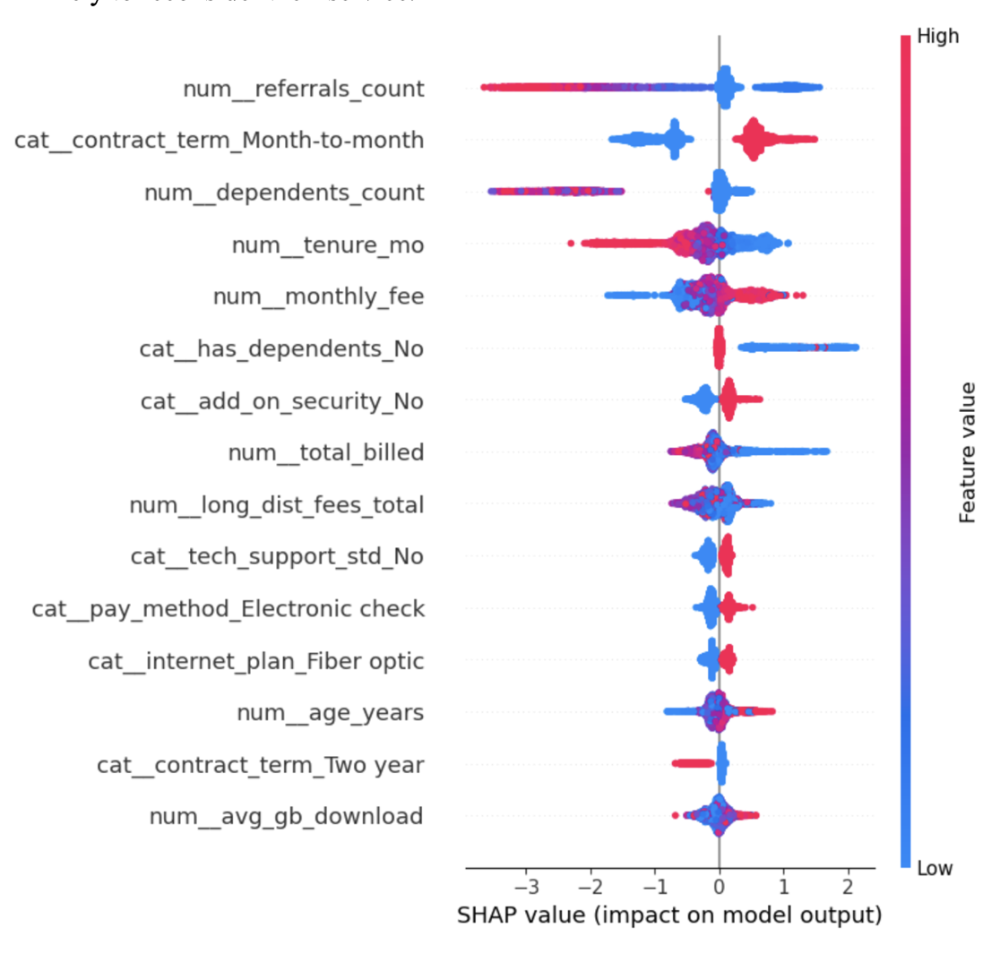 High
num__referrals_count
cat__contract_term_Month-to-month
num__dependents_count
num__tenure_mo
num__monthly_fee
cat__has_dependents_No
cat__add_on_security_No
num__total_billed
num__long_dist_fees_total
cat__tech_support_std_No
cat__pay_method_Electronic check
cat__internet_plan_Fiber optic
num__age_years
cat__contract_term_Two year
num__avg_gb_download
Feature value
Low
−3 −2 −1 0 1 2
SHAP value (impact on model output)